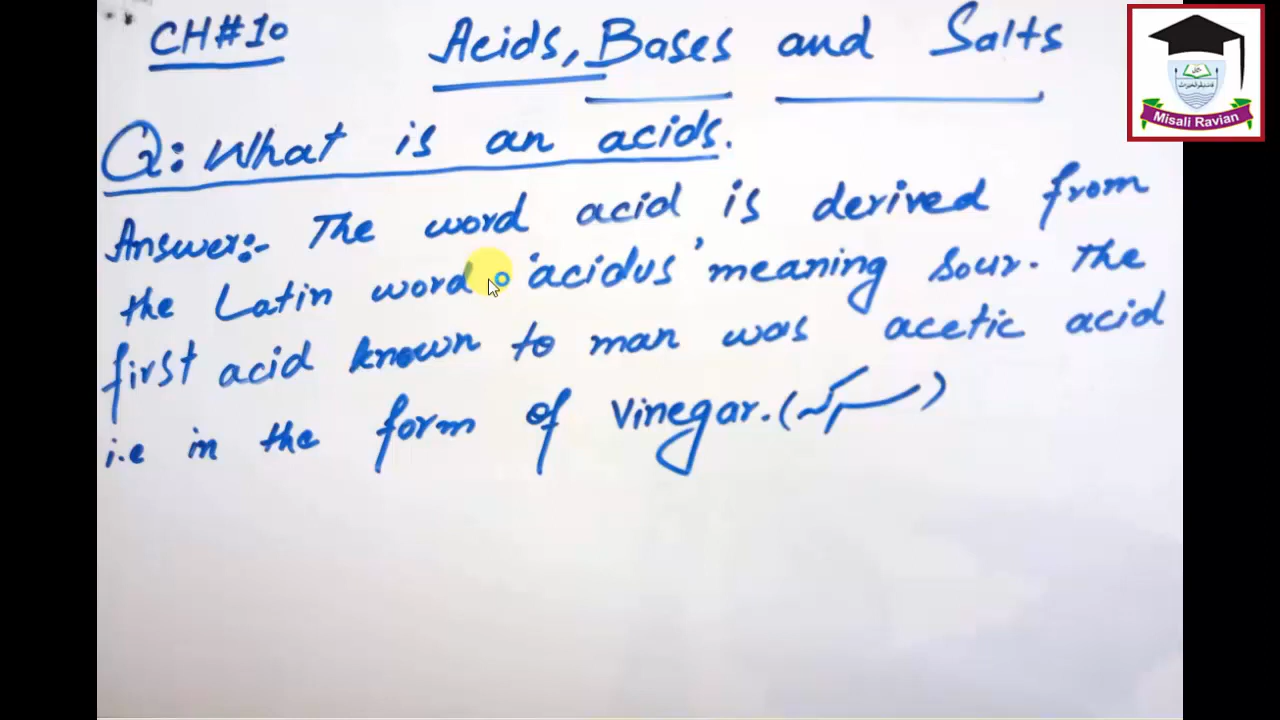 CH#10
Acids, Bases and Salts
Misali Ravian
Q: What is an acids.
Answer:- The word acid is derived from
the Latin word 'acidus' meaning sour. The
first acid known to man was acetic acid
i.e in the form of Vinegar. (سرکہ)